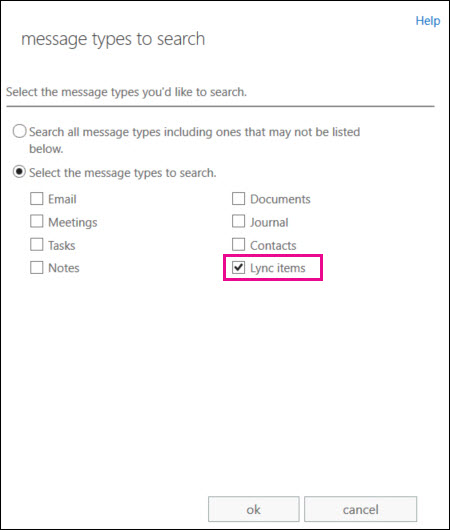 Help
message types to search
Select the message types you'd like to search.
Search all message types including ones that may not be listed
below.
Select the message types to search.
Email
Documents
Meetings
Journal
Tasks
Contacts
Notes
Lync items
ok
cancel